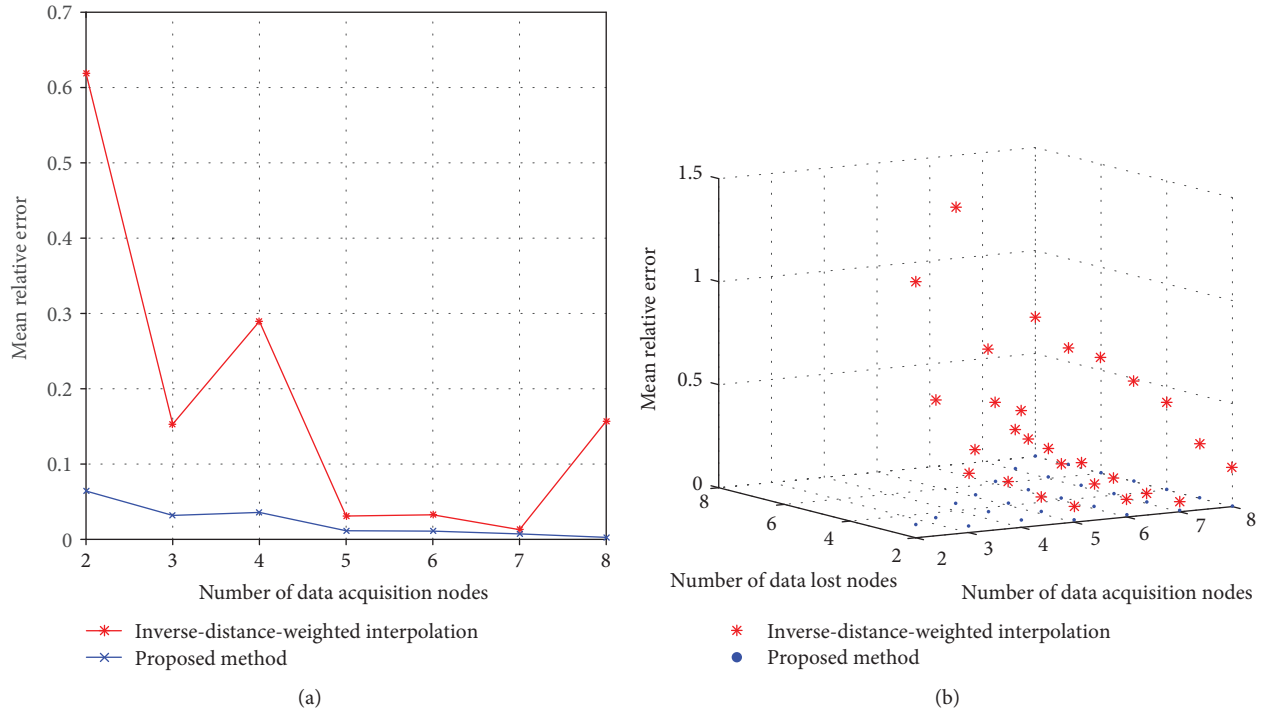 0.7
0.6
0.5
0.4
0.3
0.2
0.1
0
Mean relative error
2 3 4 5 6 7 8
Number of data acquisition nodes
Inverse-distance-weighted interpolation
Proposed method
(a)
1.5
1
0.5
0
Mean relative error
8 6 4 2
Number of data lost nodes
2 3 4 5 6 7 8
Number of data acquisition nodes
Inverse-distance-weighted interpolation
Proposed method
(b)